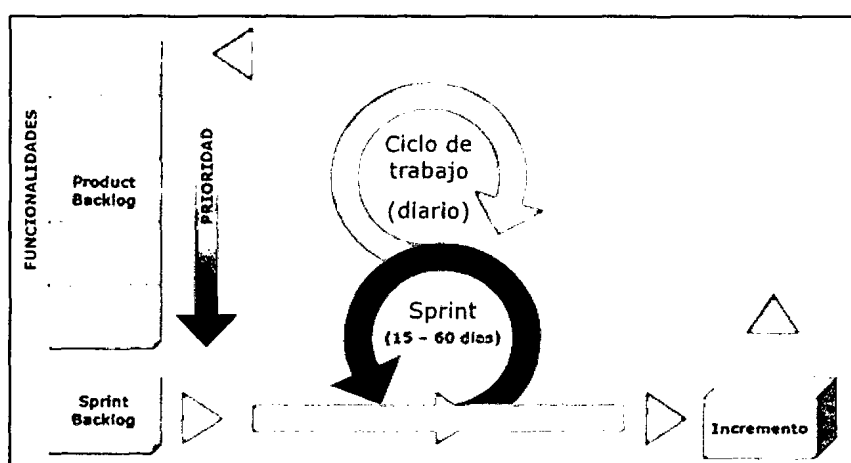 FUNCIONALIDADES
Product
Backlog
PRIORIDAD
Ciclo de
trabajo
(diario)
Sprint
(15 - 60 días)
Sprint
Backlog
Incremento